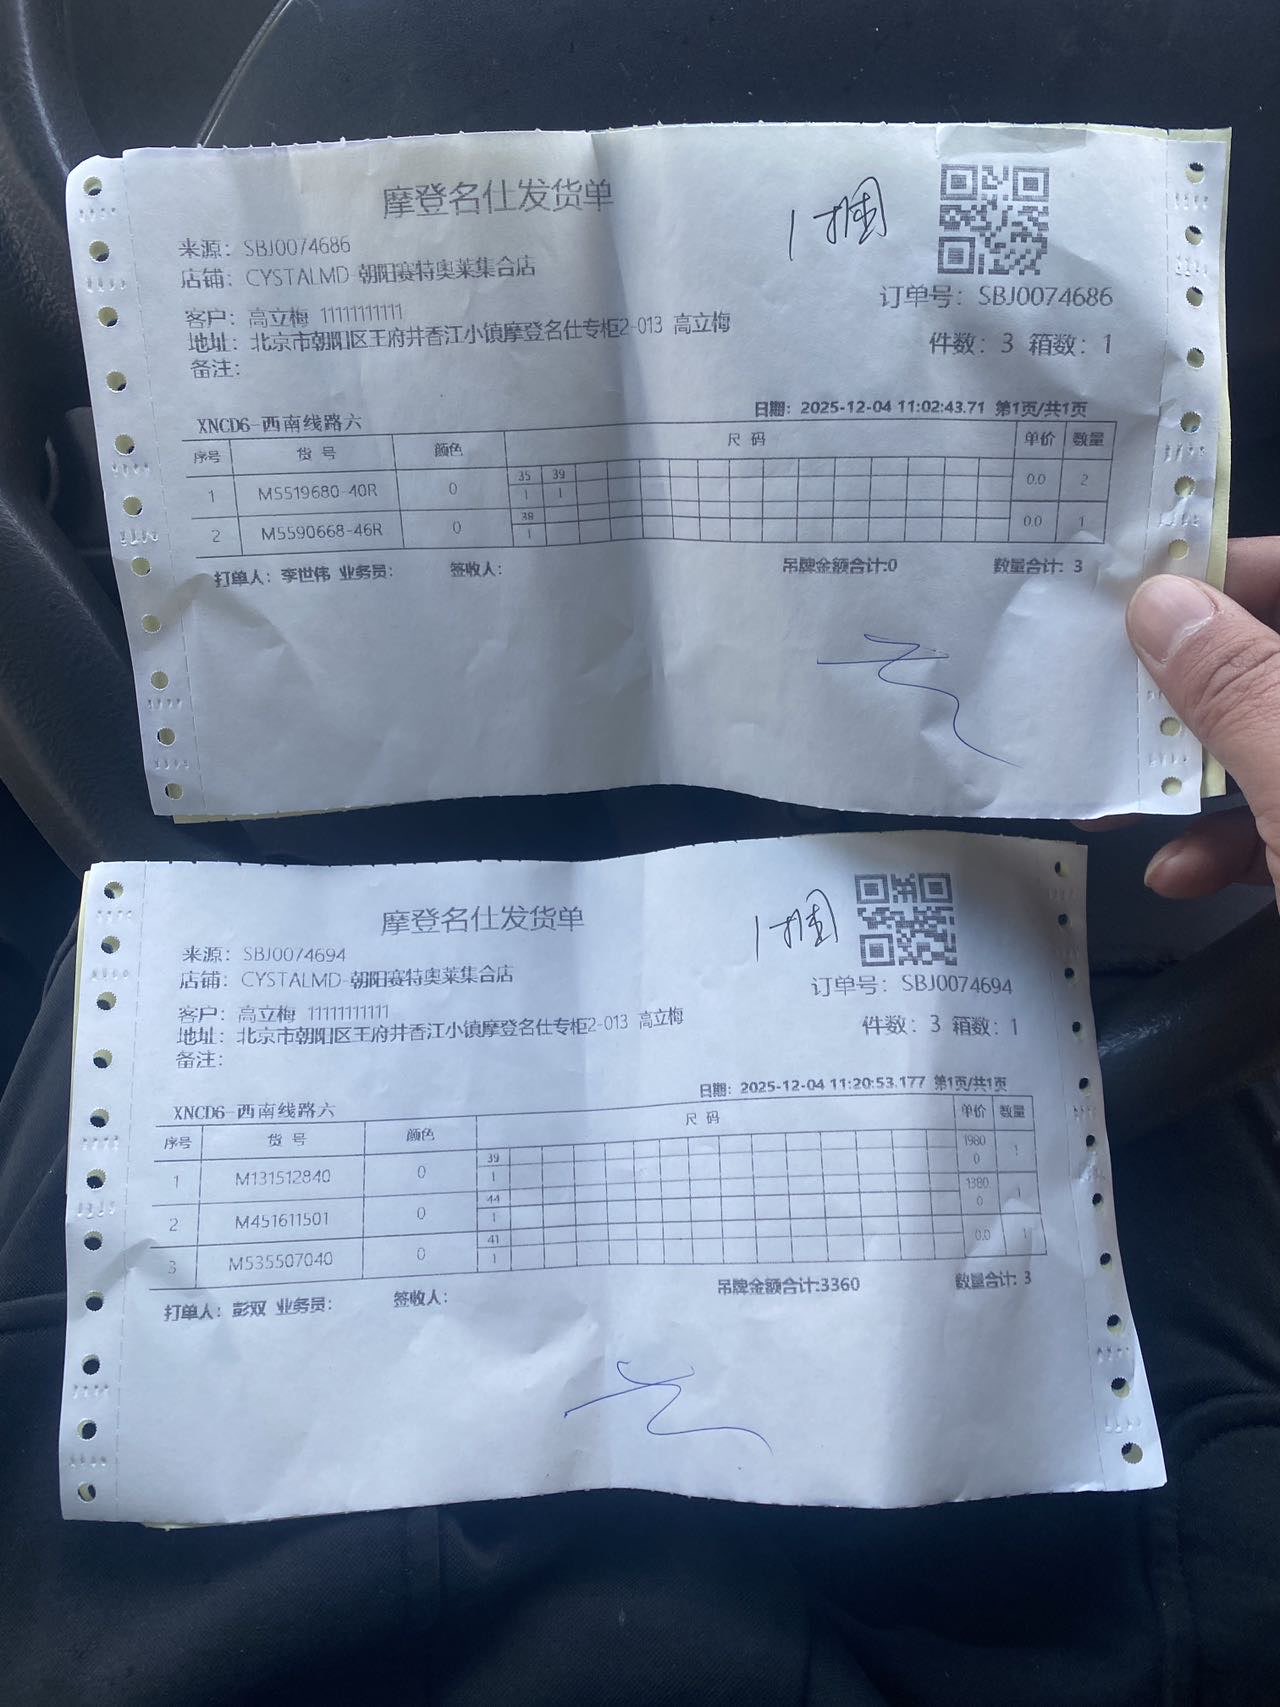 摩登名仕发货单
1捆
来源：SBJ0074686
店铺：CYSTALMD-朝阳赛特奥莱集合店
订单号：SBJ0074686
客户：高立梅 11111111111
地址：北京市朝阳区王府井香江小镇摩登名仕专柜2-013 高立梅
件数：3 箱数：1
备注：
日期：2025-12-04 11:02:43.71 第1页/共1页
XNCD6-西南线路六
序号 货号 颜色 尺码 单价 数量
35 39
1 M5519680-40R 0 1 1 0.0 2
38
2 M5590668-46R 0 1 0.0 1
打单人：李世伟 业务员： 签收人： 吊牌金额合计:0 数量合计：3
摩登名仕发货单
1捆
来源：SBJ0074694
店铺：CYSTALMD-朝阳赛特奥莱集合店
订单号：SBJ0074694
客户：高立梅 11111111111
地址：北京市朝阳区王府井香江小镇摩登名仕专柜2-013 高立梅
件数：3 箱数：1
备注：
日期：2025-12-04 11:20:53.177 第1页/共1页
XNCD6-西南线路六
序号 货号 颜色 尺码 单价 数量
39 1980
1 M131512840 0 1 0 1
44 1380
2 M451611501 0 1 0 1
41
3 M535507040 0 1 0.0 1
打单人：彭双 业务员： 签收人： 吊牌金额合计:3360 数量合计：3